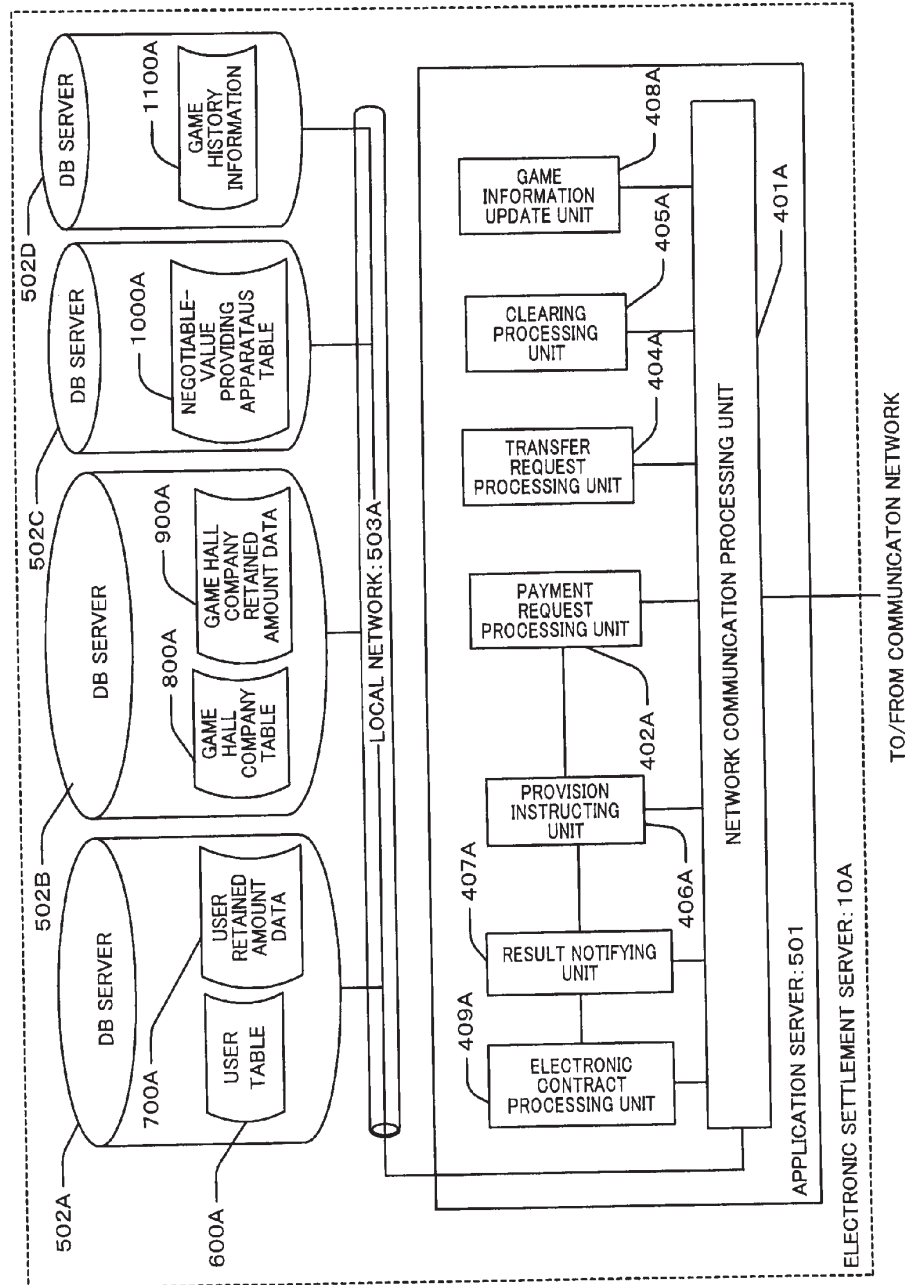 502A
DB SERVER
USER
TABLE
600A
USER
RETAINED
AMOUNT
DATA
700A
502B
DB SERVER
GAME
HALL
COMPANY
TABLE
800A
GAME HALL
COMPANY
RETAINED
AMOUNT DATA
900A
502C
DB SERVER
NEGOTIABLE-
VALUE
PROVIDING
APPARATAUS
TABLE
1000A
502D
DB SERVER
GAME
HISTORY
INFORMATION
1100A
LOCAL NETWORK:503A
409A
ELECTRONIC
CONTRACT
PROCESSING UNIT
407A
RESULT NOTIFYING
UNIT
PROVISION
INSTRUCTING
UNIT
406A
PAYMENT
REQUEST
PROCESSING UNIT
402A
TRANSFER
REQUEST
PROCESSING UNIT
404A
CLEARING
PROCESSING
UNIT
405A
GAME
INFORMATION
UPDATE UNIT
408A
NETWORK COMMUNICATION PROCESSING UNIT
401A
APPLICATION SERVER:501
ELECTRONIC SETTLEMENT SERVER:10A
TO/FROM COMMUNICATON NETWORK